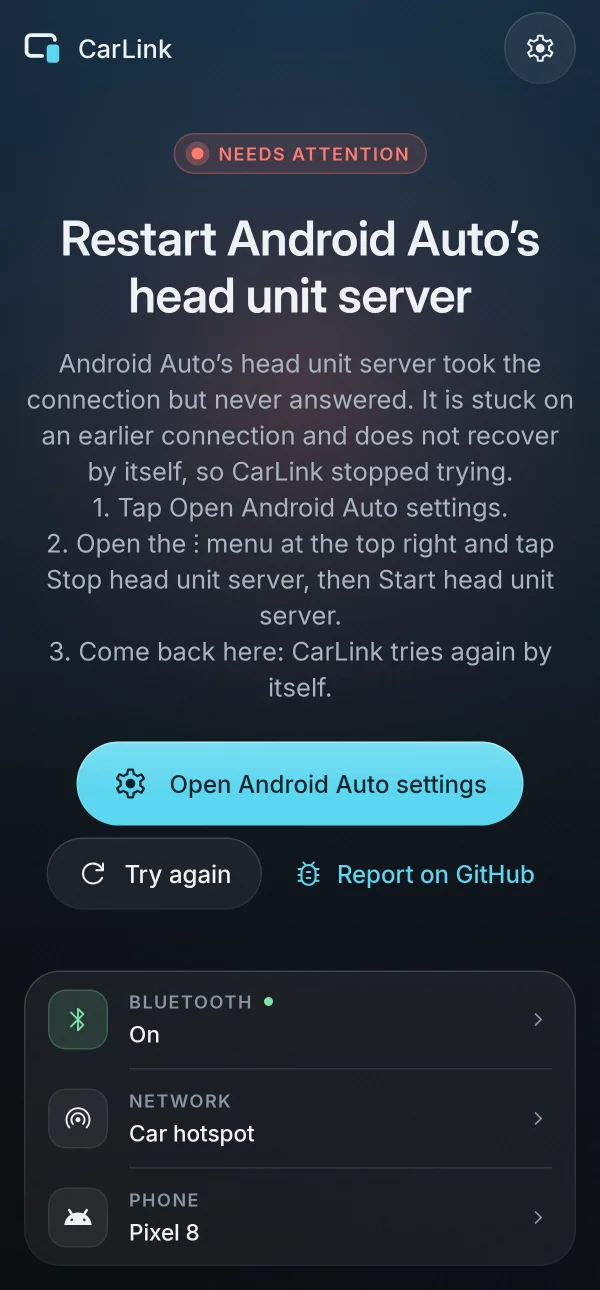 CarLink
NEEDS ATTENTION
Restart Android Auto’s
head unit server
Android Auto’s head unit server took the
connection but never answered. It is stuck on
an earlier connection and does not recover
by itself, so CarLink stopped trying.
1. Tap Open Android Auto settings.
2. Open the ⋮ menu at the top right and tap
Stop head unit server, then Start head unit
server.
3. Come back here: CarLink tries again by
itself.
Open Android Auto settings
Try again
Report on GitHub
BLUETOOTH
On
NETWORK
Car hotspot
PHONE
Pixel 8